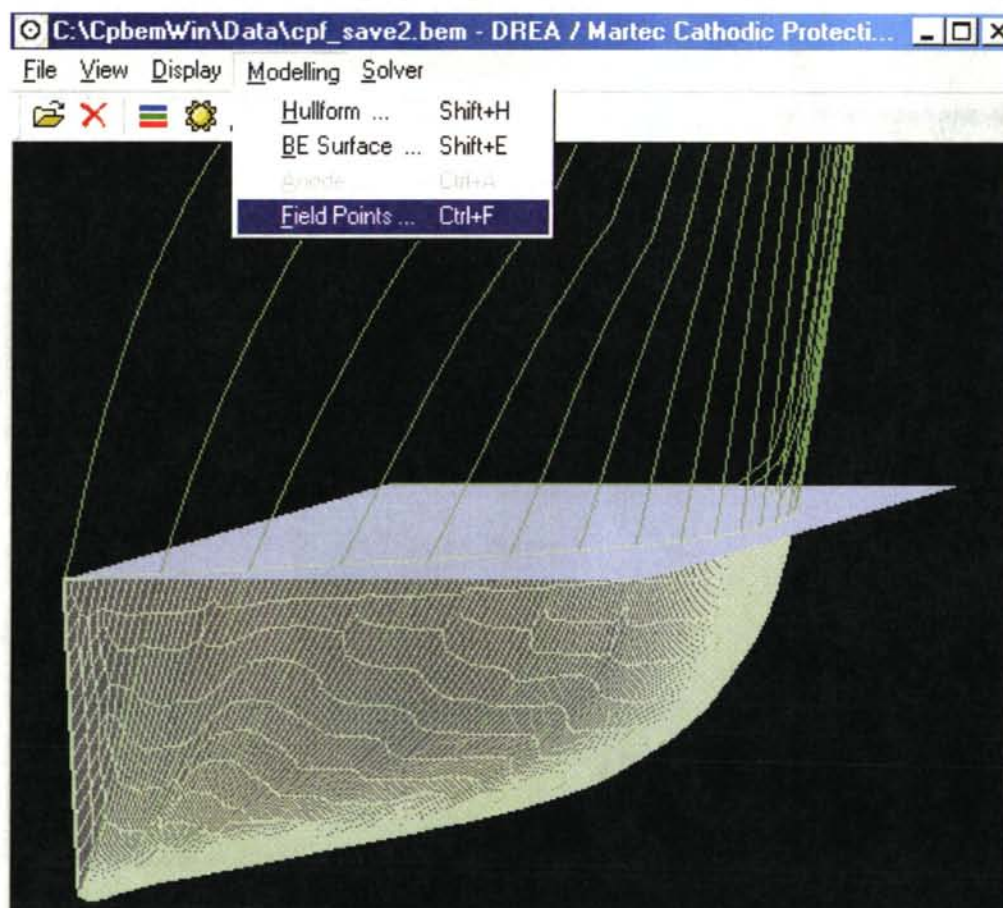 C:\CpbemWin\Data\cpf_save2.bem - DREA / Martec Cathodic Protecti...
File View Display Modelling Solver
Hullform ... Shift+H
BE Surface ... Shift+E
Anode Ctrl+A
Field Points ... Ctrl+F